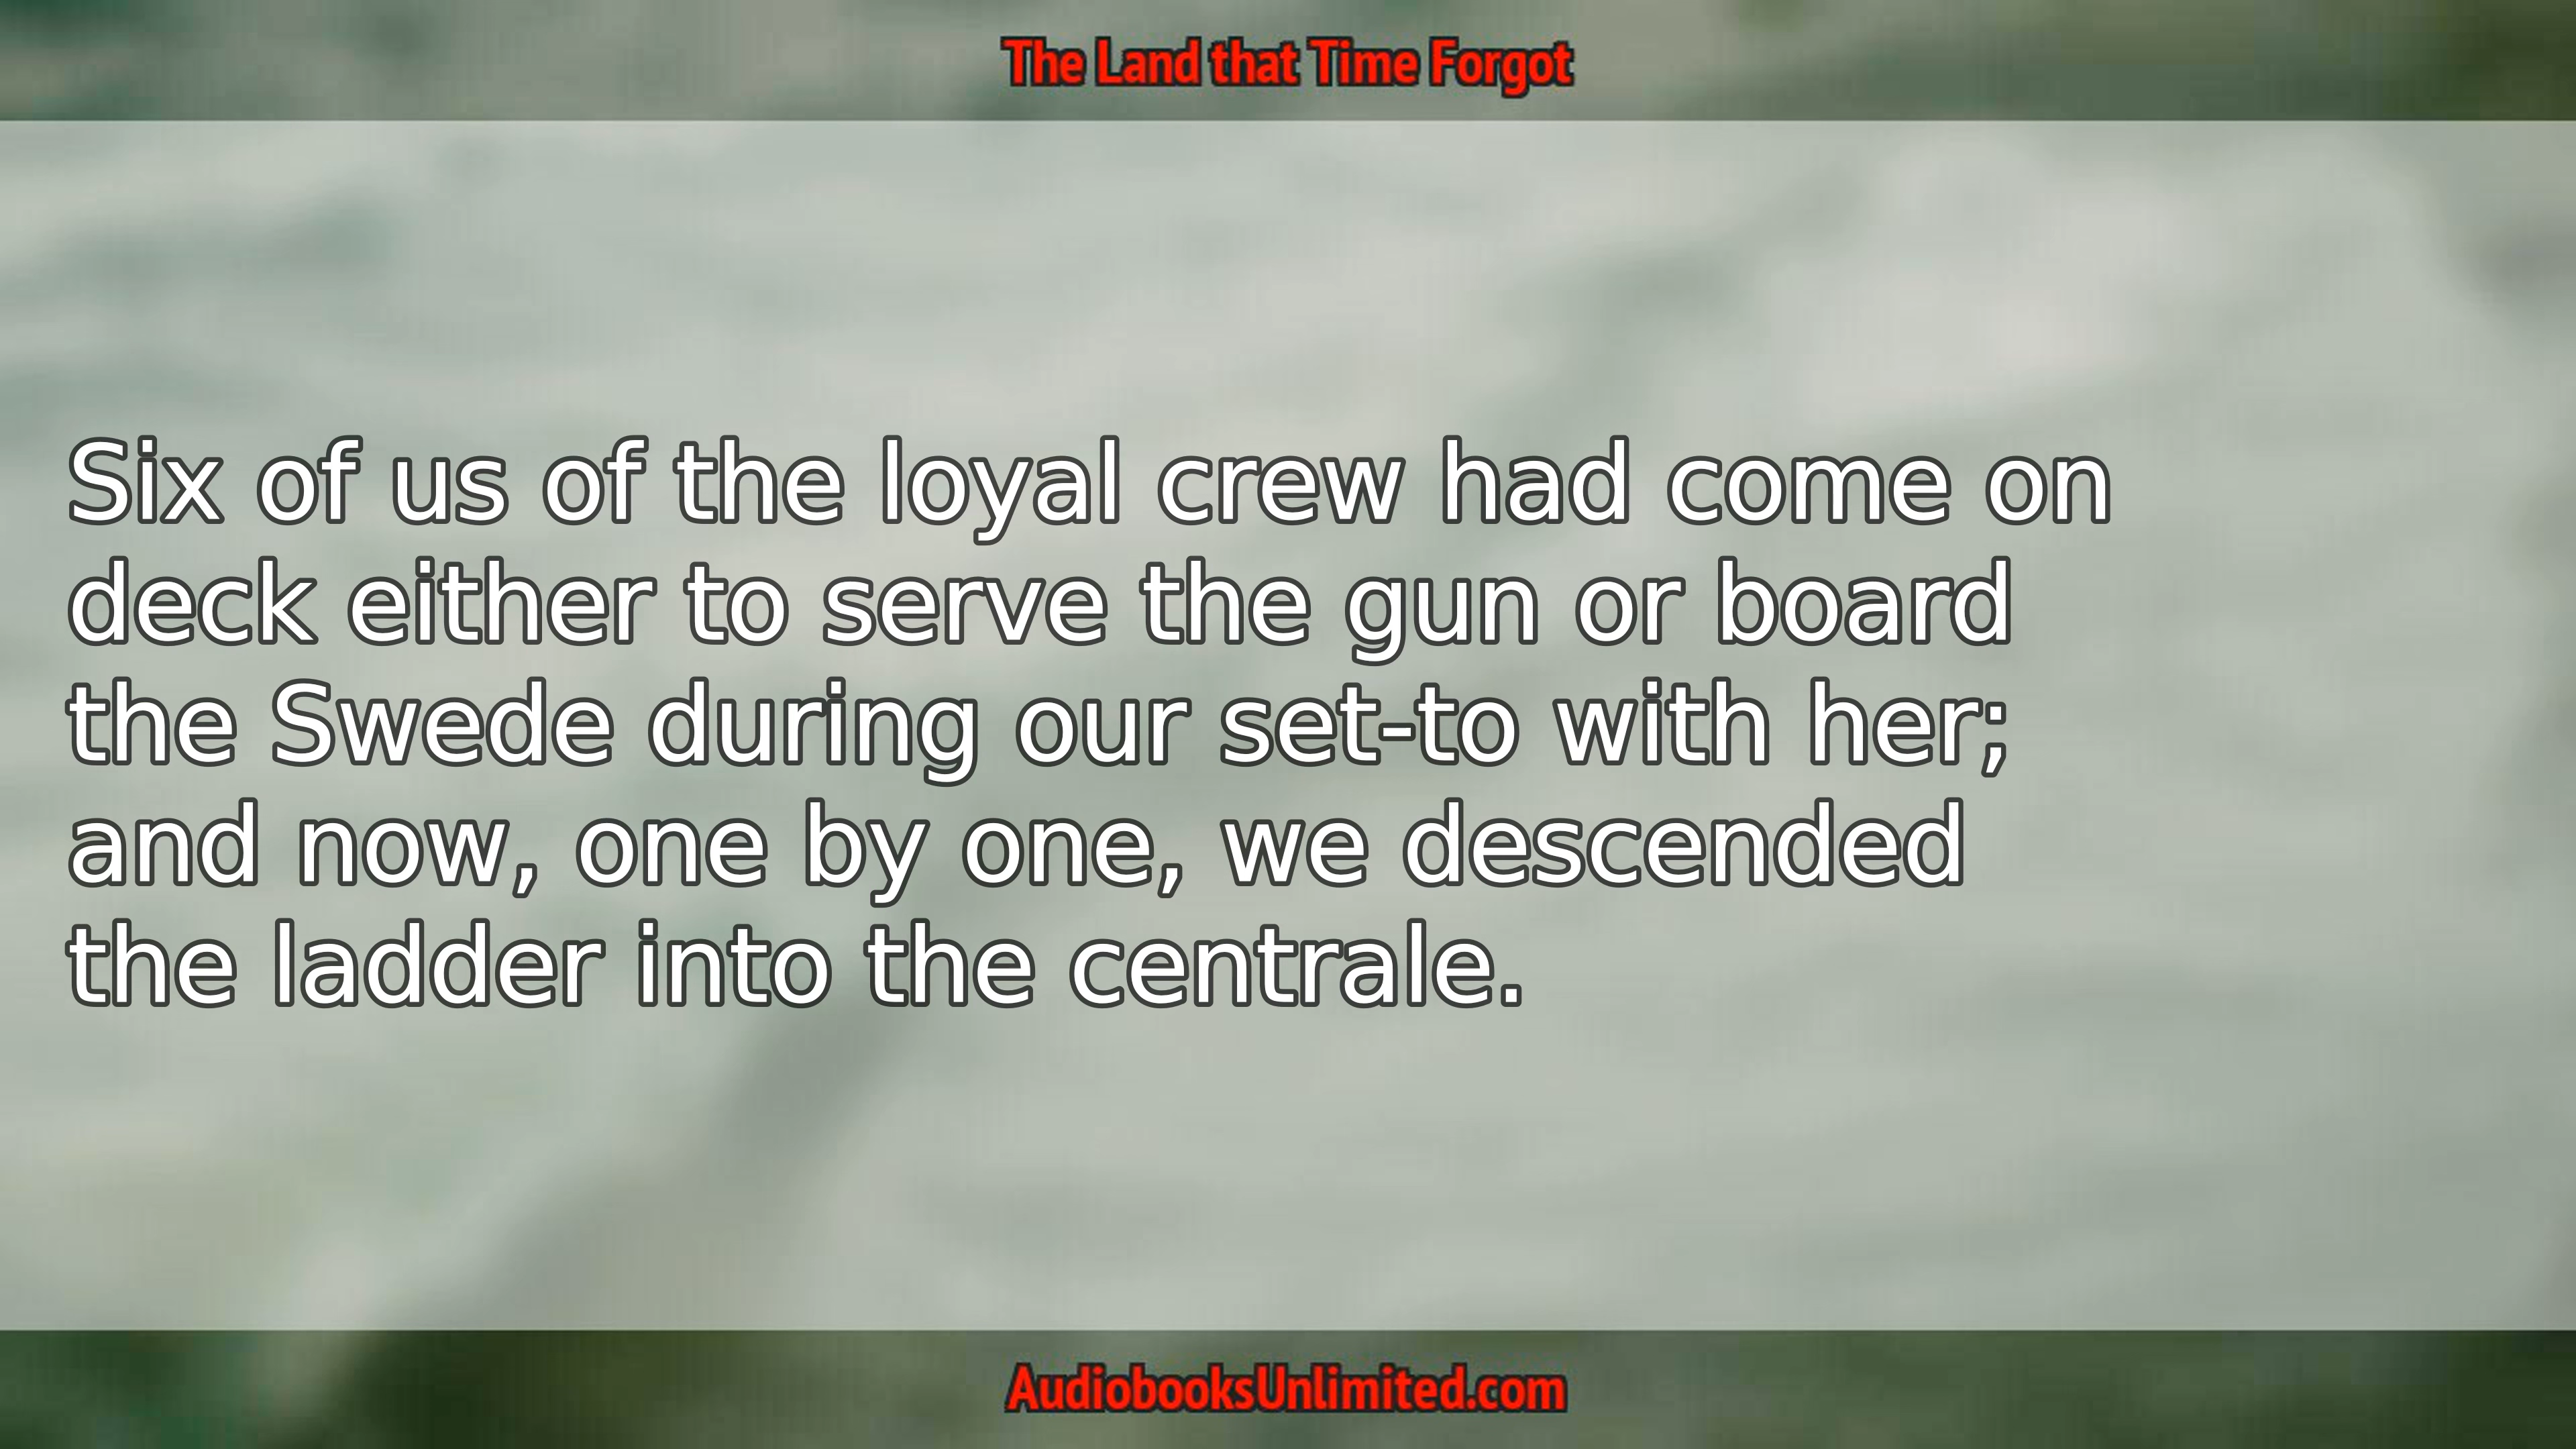 The Land that Time Forgot
Six of us of the loyal crew had come on
deck either to serve the gun or board
the Swede during our set-to with her;
and now, one by one, we descended
the ladder into the centrale.
AudiobooksUnlimited.com